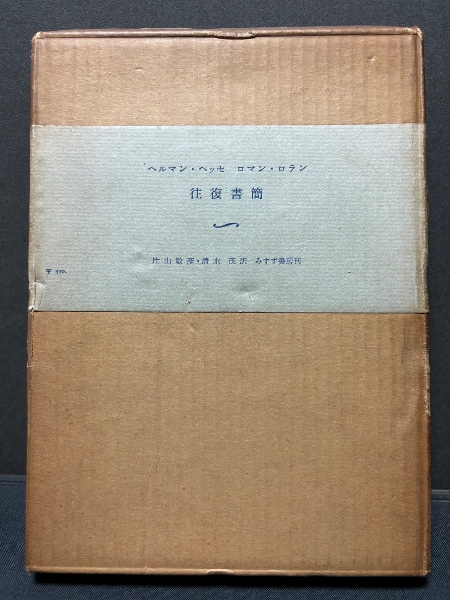 ヘルマン・ヘッセ ロマン・ロラン
往復書簡
片山敏彦・清水茂訳 みすず書房刊
¥ 550.